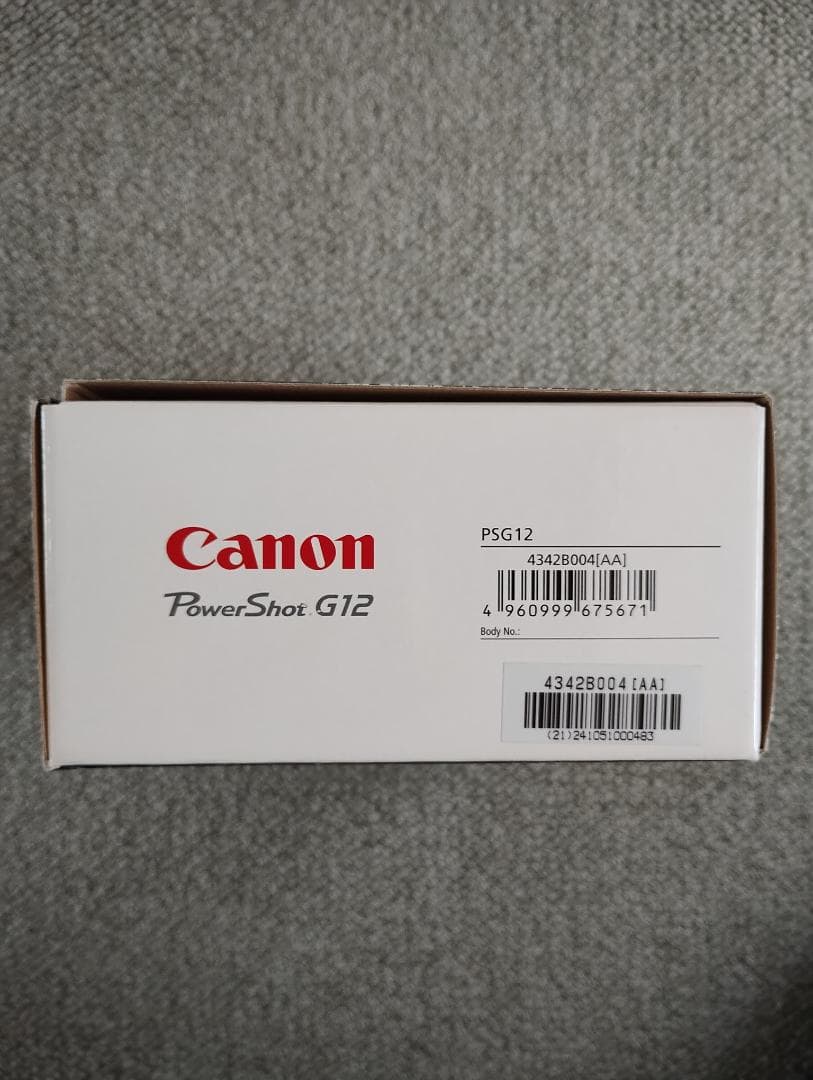 Canon
PowerShot G12
PSG12
4342B004[AA]
4 960999 675671
Body No.:
4342B004[AA]
(21)241051000483